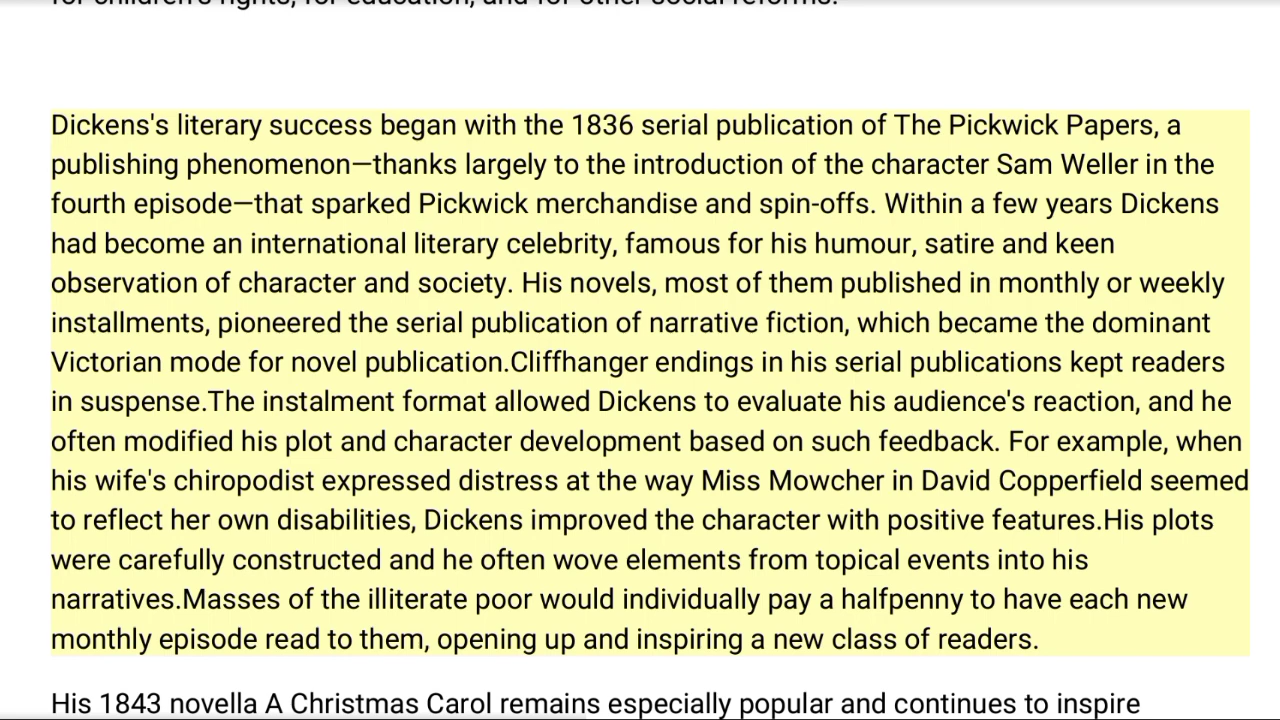 for children's rights, for education, and for other social reforms.
Dickens's literary success began with the 1836 serial publication of The Pickwick Papers, a
publishing phenomenon—thanks largely to the introduction of the character Sam Weller in the
fourth episode—that sparked Pickwick merchandise and spin-offs. Within a few years Dickens
had become an international literary celebrity, famous for his humour, satire and keen
observation of character and society. His novels, most of them published in monthly or weekly
installments, pioneered the serial publication of narrative fiction, which became the dominant
Victorian mode for novel publication.Cliffhanger endings in his serial publications kept readers
in suspense.The instalment format allowed Dickens to evaluate his audience's reaction, and he
often modified his plot and character development based on such feedback. For example, when
his wife's chiropodist expressed distress at the way Miss Mowcher in David Copperfield seemed
to reflect her own disabilities, Dickens improved the character with positive features.His plots
were carefully constructed and he often wove elements from topical events into his
narratives.Masses of the illiterate poor would individually pay a halfpenny to have each new
monthly episode read to them, opening up and inspiring a new class of readers.
His 1843 novella A Christmas Carol remains especially popular and continues to inspire